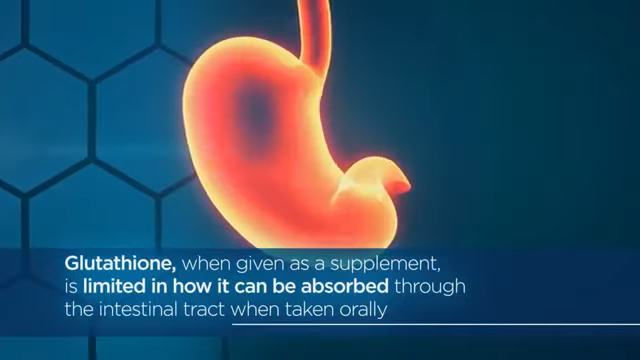 Glutathione, when given as a supplement,
is limited in how it can be absorbed through
the intestinal tract when taken orally